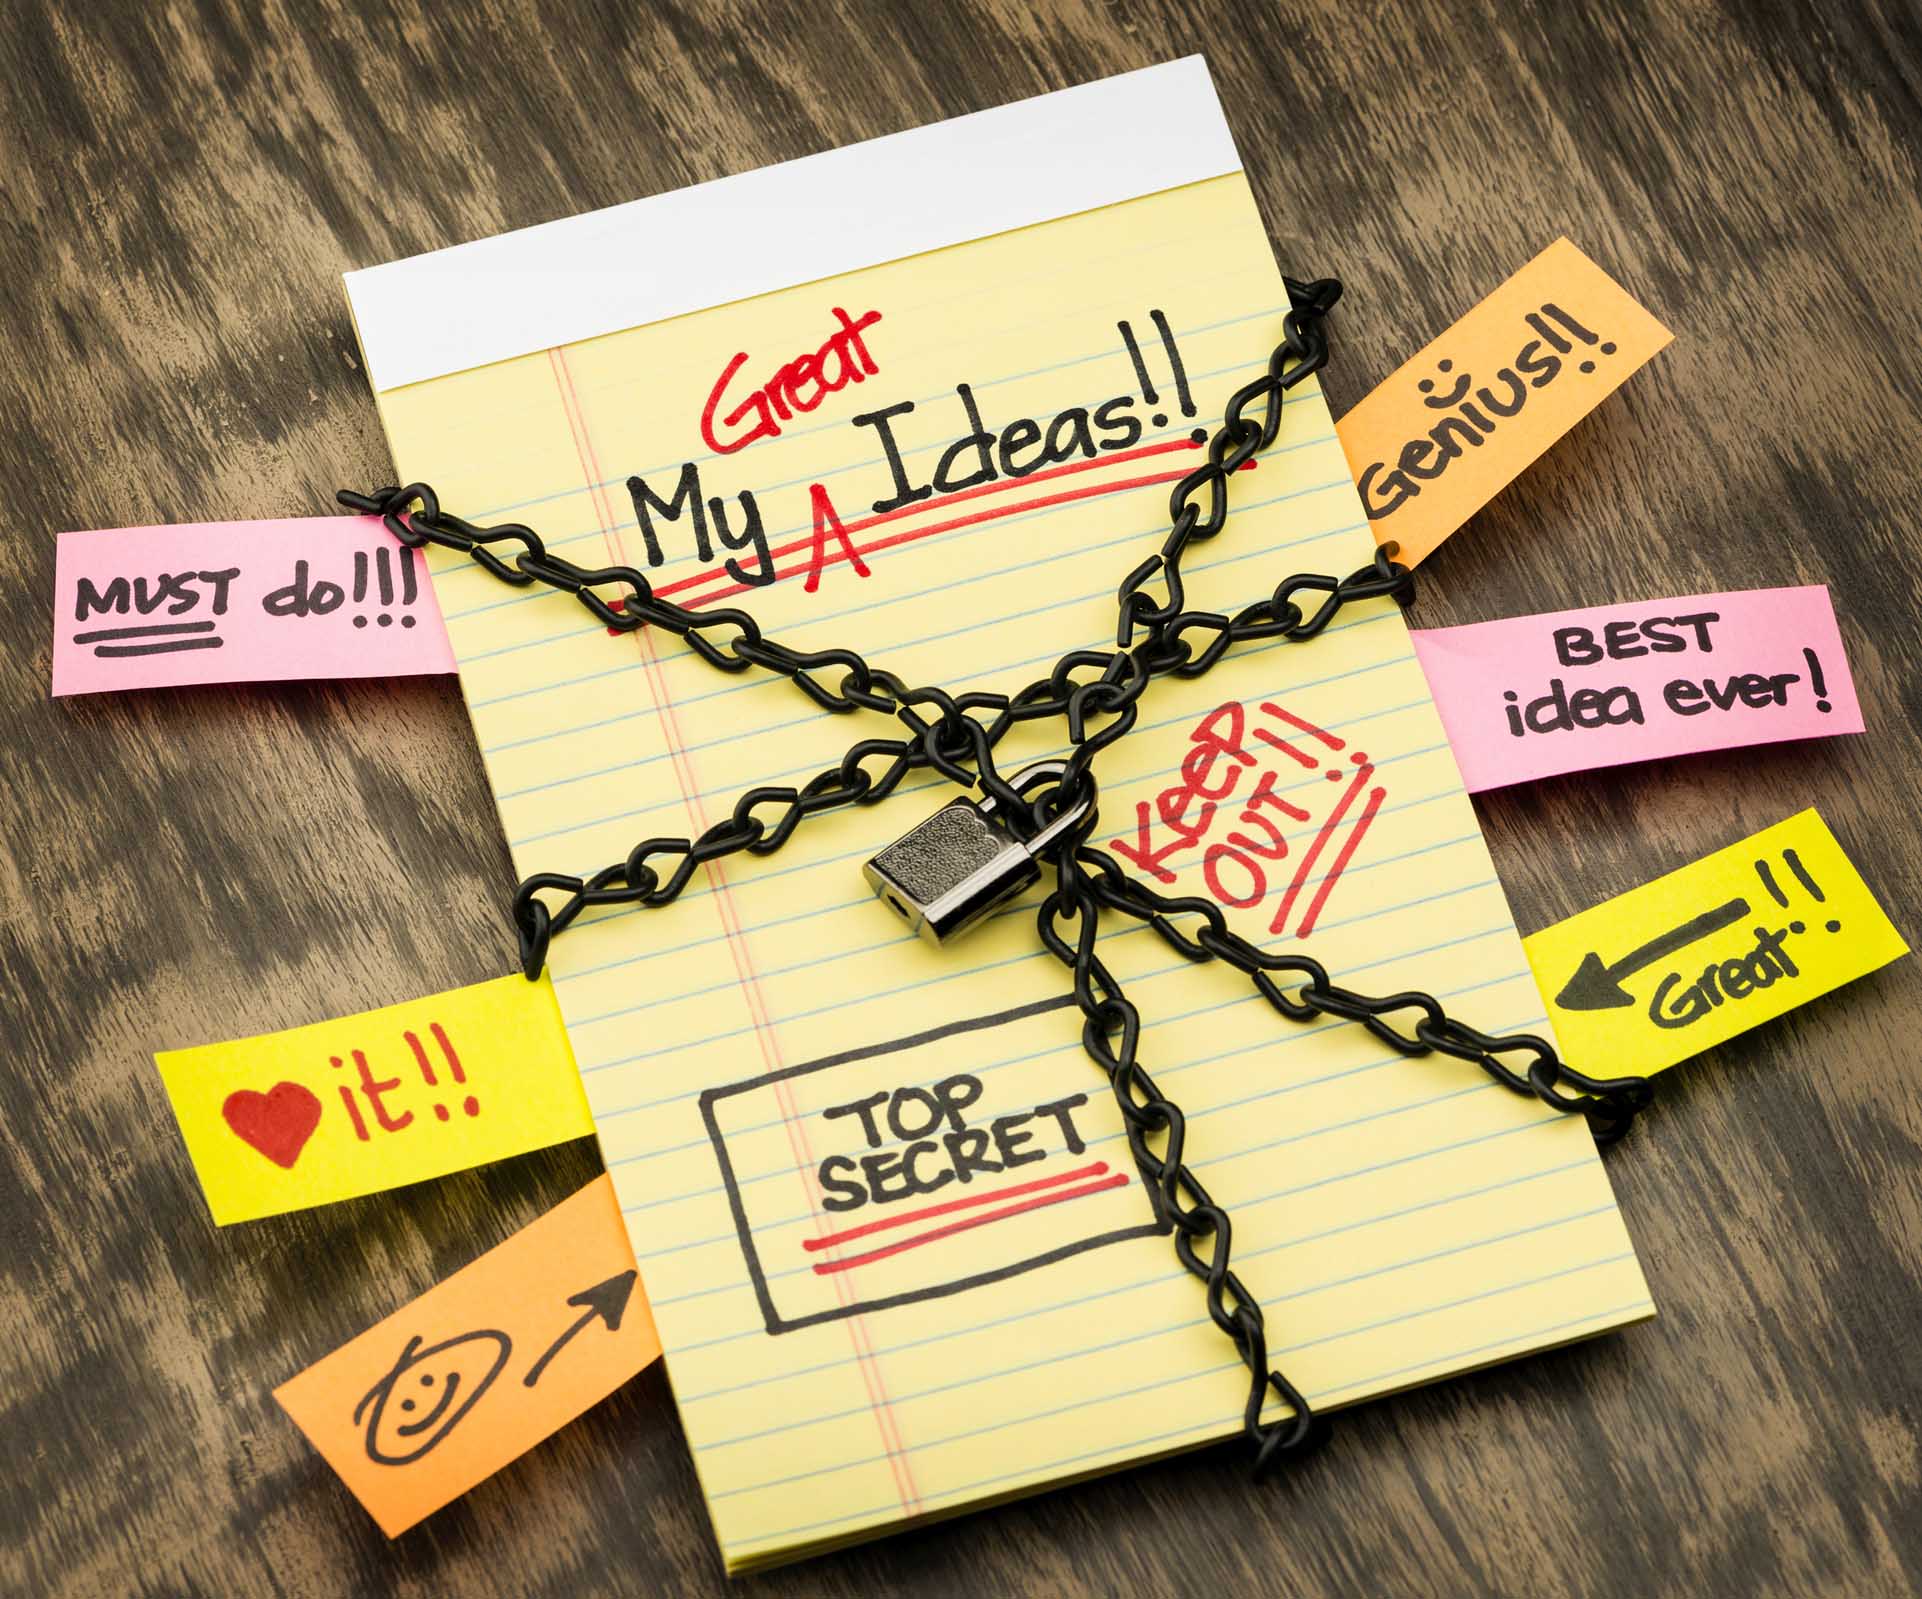 Great
My Ideas!!
Genius!!
MUST do!!!
BEST
idea ever!
KEEP
OUT!!
Great!!
♥ it!!
TOP
SECRET